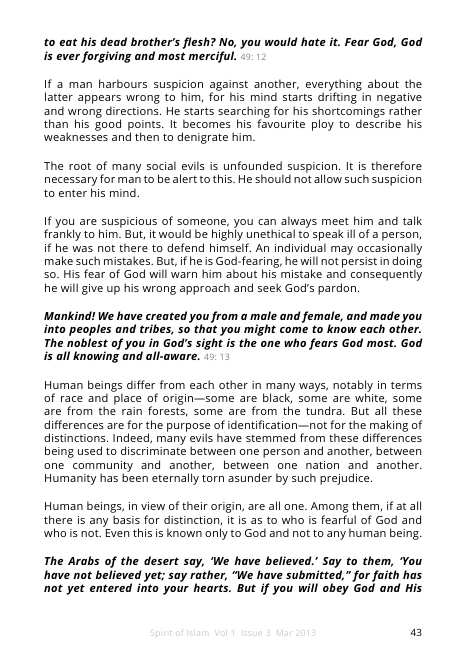 to eat his dead brother’s flesh? No, you would hate it. Fear God, God
is ever forgiving and most merciful. 49: 12
If a man harbours suspicion against another, everything about the
latter appears wrong to him, for his mind starts drifting in negative
and wrong directions. He starts searching for his shortcomings rather
than his good points. It becomes his favourite ploy to describe his
weaknesses and then to denigrate him.
The root of many social evils is unfounded suspicion. It is therefore
necessary for man to be alert to this. He should not allow such suspicion
to enter his mind.
If you are suspicious of someone, you can always meet him and talk
frankly to him. But, it would be highly unethical to speak ill of a person,
if he was not there to defend himself. An individual may occasionally
make such mistakes. But, if he is God-fearing, he will not persist in doing
so. His fear of God will warn him about his mistake and consequently
he will give up his wrong approach and seek God’s pardon.
Mankind! We have created you from a male and female, and made you
into peoples and tribes, so that you might come to know each other.
The noblest of you in God’s sight is the one who fears God most. God
is all knowing and all-aware. 49: 13
Human beings differ from each other in many ways, notably in terms
of race and place of origin—some are black, some are white, some
are from the rain forests, some are from the tundra. But all these
differences are for the purpose of identification—not for the making of
distinctions. Indeed, many evils have stemmed from these differences
being used to discriminate between one person and another, between
one community and another, between one nation and another.
Humanity has been eternally torn asunder by such prejudice.
Human beings, in view of their origin, are all one. Among them, if at all
there is any basis for distinction, it is as to who is fearful of God and
who is not. Even this is known only to God and not to any human being.
The Arabs of the desert say, ‘We have believed.’ Say to them, ‘You
have not believed yet; say rather, “We have submitted,” for faith has
not yet entered into your hearts. But if you will obey God and His
Spirit of Islam Vol 1 Issue 3 Mar 2013 43